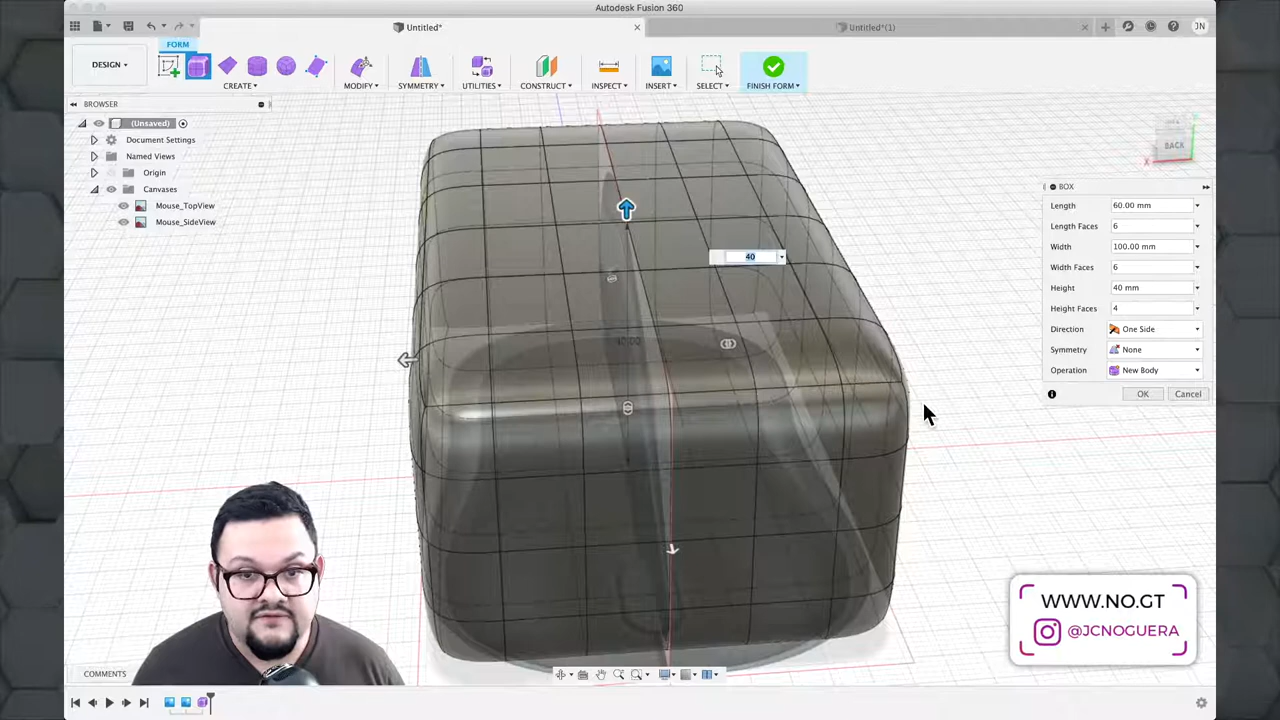 Autodesk Fusion 360
Untitled*
Untitled*(1)
JN
FORM
DESIGN
CREATE
MODIFY
SYMMETRY
UTILITIES
CONSTRUCT
INSPECT
INSERT
SELECT
FINISH FORM
BROWSER
(Unsaved)
Document Settings
Named Views
Origin
Canvases
Mouse_TopView
Mouse_SideView
BACK
X
BOX
Length 60.00 mm
Length Faces 6
Width 100.00 mm
Width Faces 6
Height 40 mm
Height Faces 4
Direction One Side
Symmetry None
Operation New Body
OK Cancel
40
40.00
WWW.NO.GT
@JCNOGUERA
COMMENTS